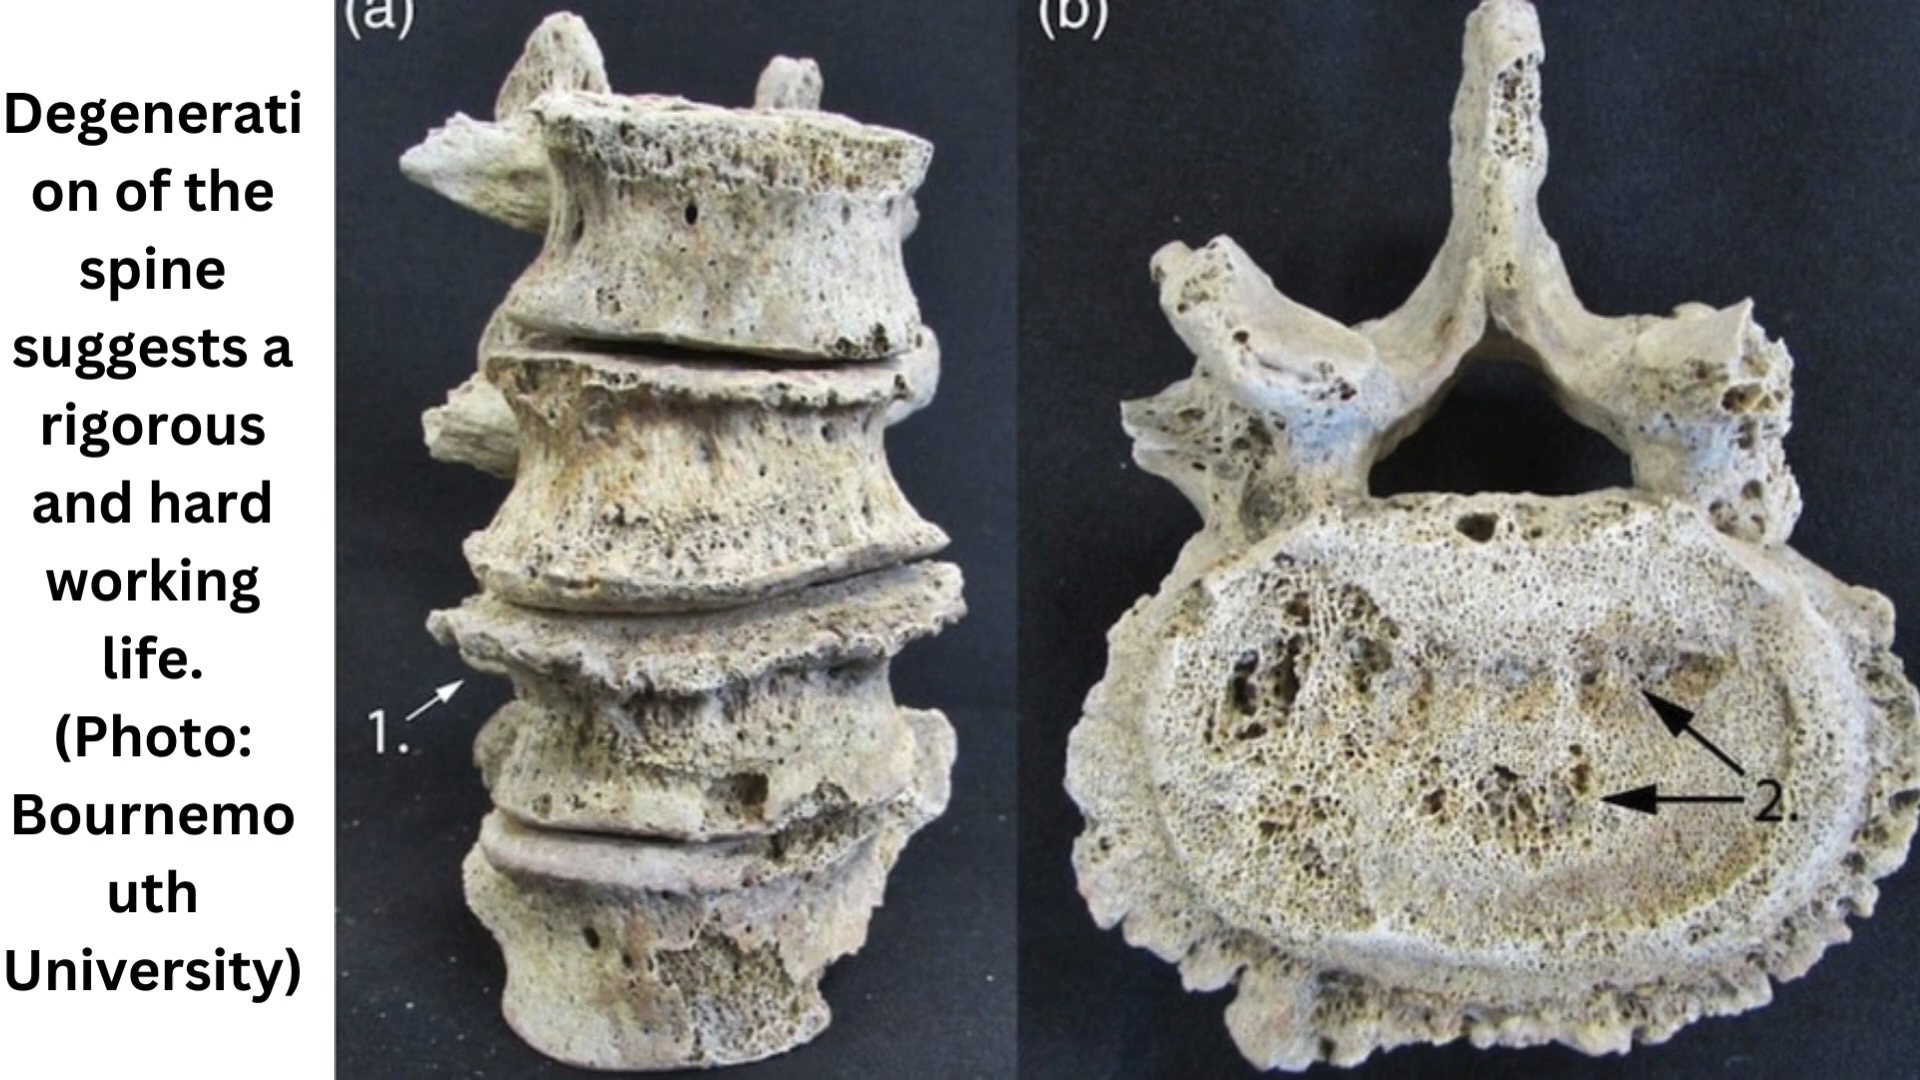 Degenerati
on of the
spine
suggests a
rigorous
and hard
working
life.
(Photo:
Bournemo
uth
University)
(a)
1.
(b)
2.